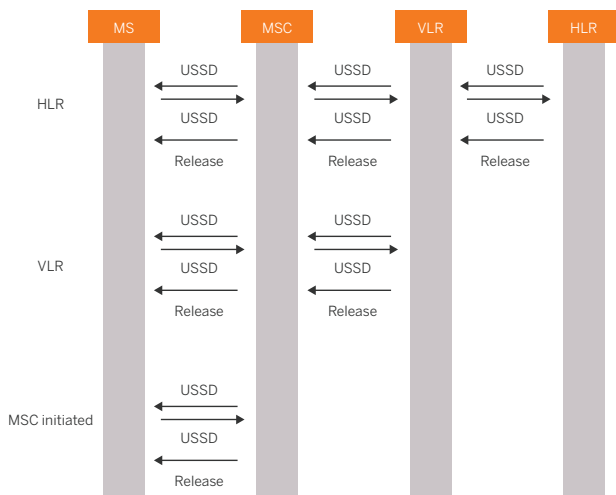 MS MSC VLR HLR
USSD USSD USSD
HLR
USSD USSD USSD
Release Release Release
USSD USSD
VLR
USSD USSD
Release Release
USSD
MSC initiated
USSD
Release